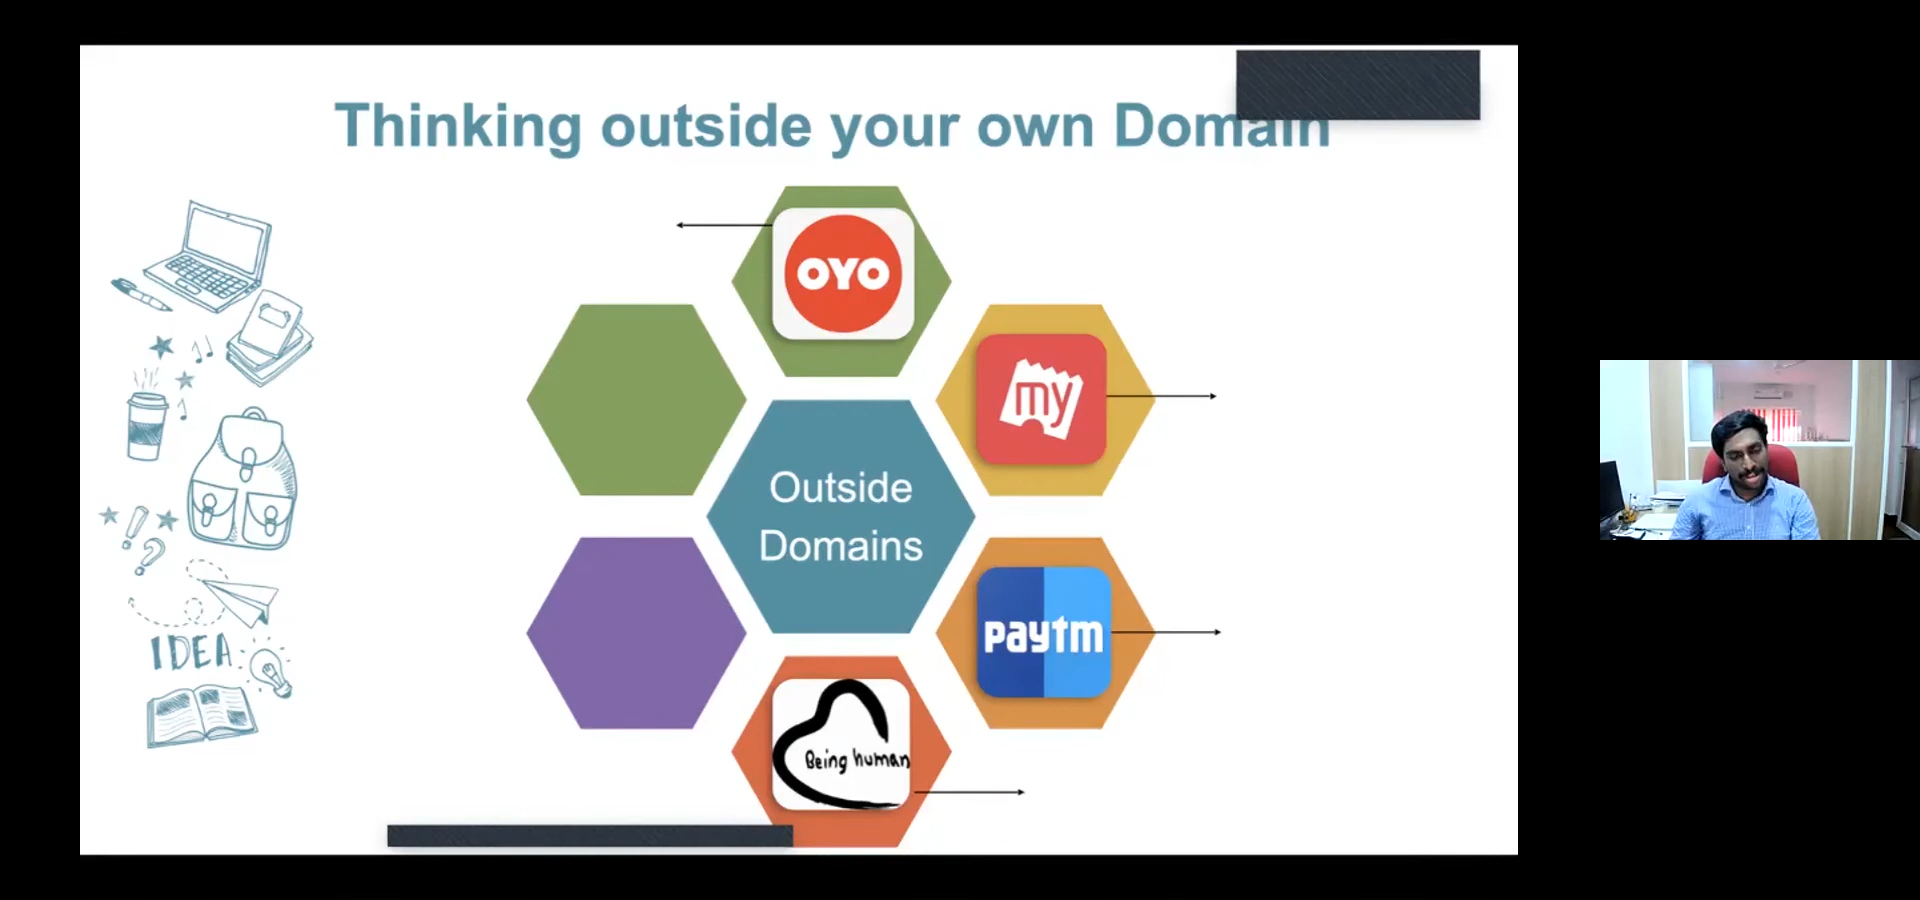 Thinking outside your own Domain
OYO
my
Outside
Domains
paytm
Being human
IDEA